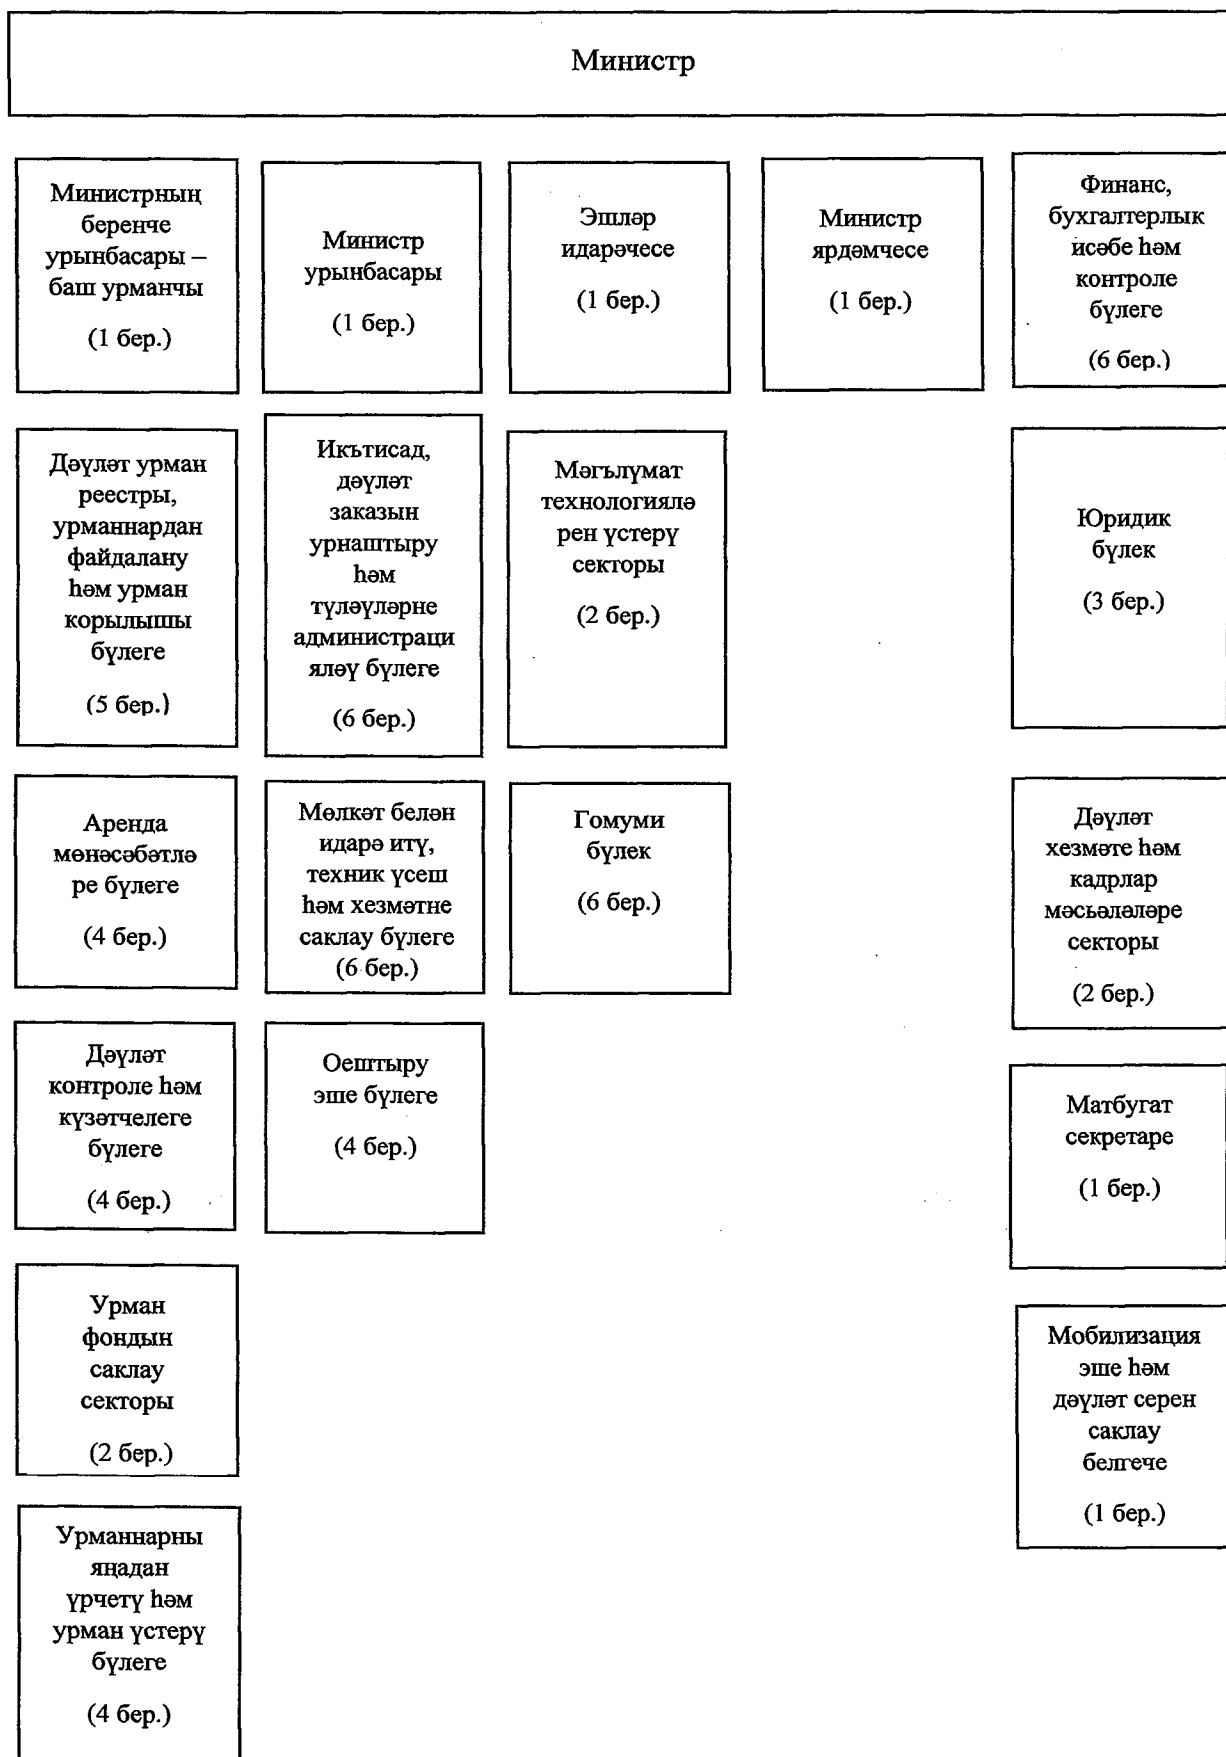 Министр
Министрның
беренче
урынбасары –
баш урманчы
(1 бер.)
Министр
урынбасары
(1 бер.)
Эшләр
идарәчесе
(1 бер.)
Министр
ярдәмчесе
(1 бер.)
Финанс,
бухгалтерлык
исәбе һәм
контроле
бүлеге
(6 бер.)
Дәүләт урман
реестры,
урманнардан
файдалану
һәм урман
корылышы
бүлеге
(5 бер.)
Икътисад,
дәүләт
заказын
урнаштыру
һәм
түләүләрне
администраци
яләү бүлеге
(6 бер.)
Мәгълүмат
технологиялә
рен үстерү
секторы
(2 бер.)
Юридик
бүлек
(3 бер.)
Аренда
мөнәсәбәтлә
ре бүлеге
(4 бер.)
Мөлкәт белән
идарә итү,
техник үсеш
һәм хезмәтне
саклау бүлеге
(6 бер.)
Гомуми
бүлек
(6 бер.)
Дәүләт
хезмәте һәм
кадрлар
мәсьәләләре
секторы
(2 бер.)
Дәүләт
контроле һәм
күзәтчелеге
бүлеге
(4 бер.)
Оештыру
эше бүлеге
(4 бер.)
Матбугат
секретаре
(1 бер.)
Урман
фондын
саклау
секторы
(2 бер.)
Мобилизация
эше һәм
дәүләт серен
саклау
белгече
(1 бер.)
Урманнарны
яңадан
үрчетү һәм
урман үстерү
бүлеге
(4 бер.)